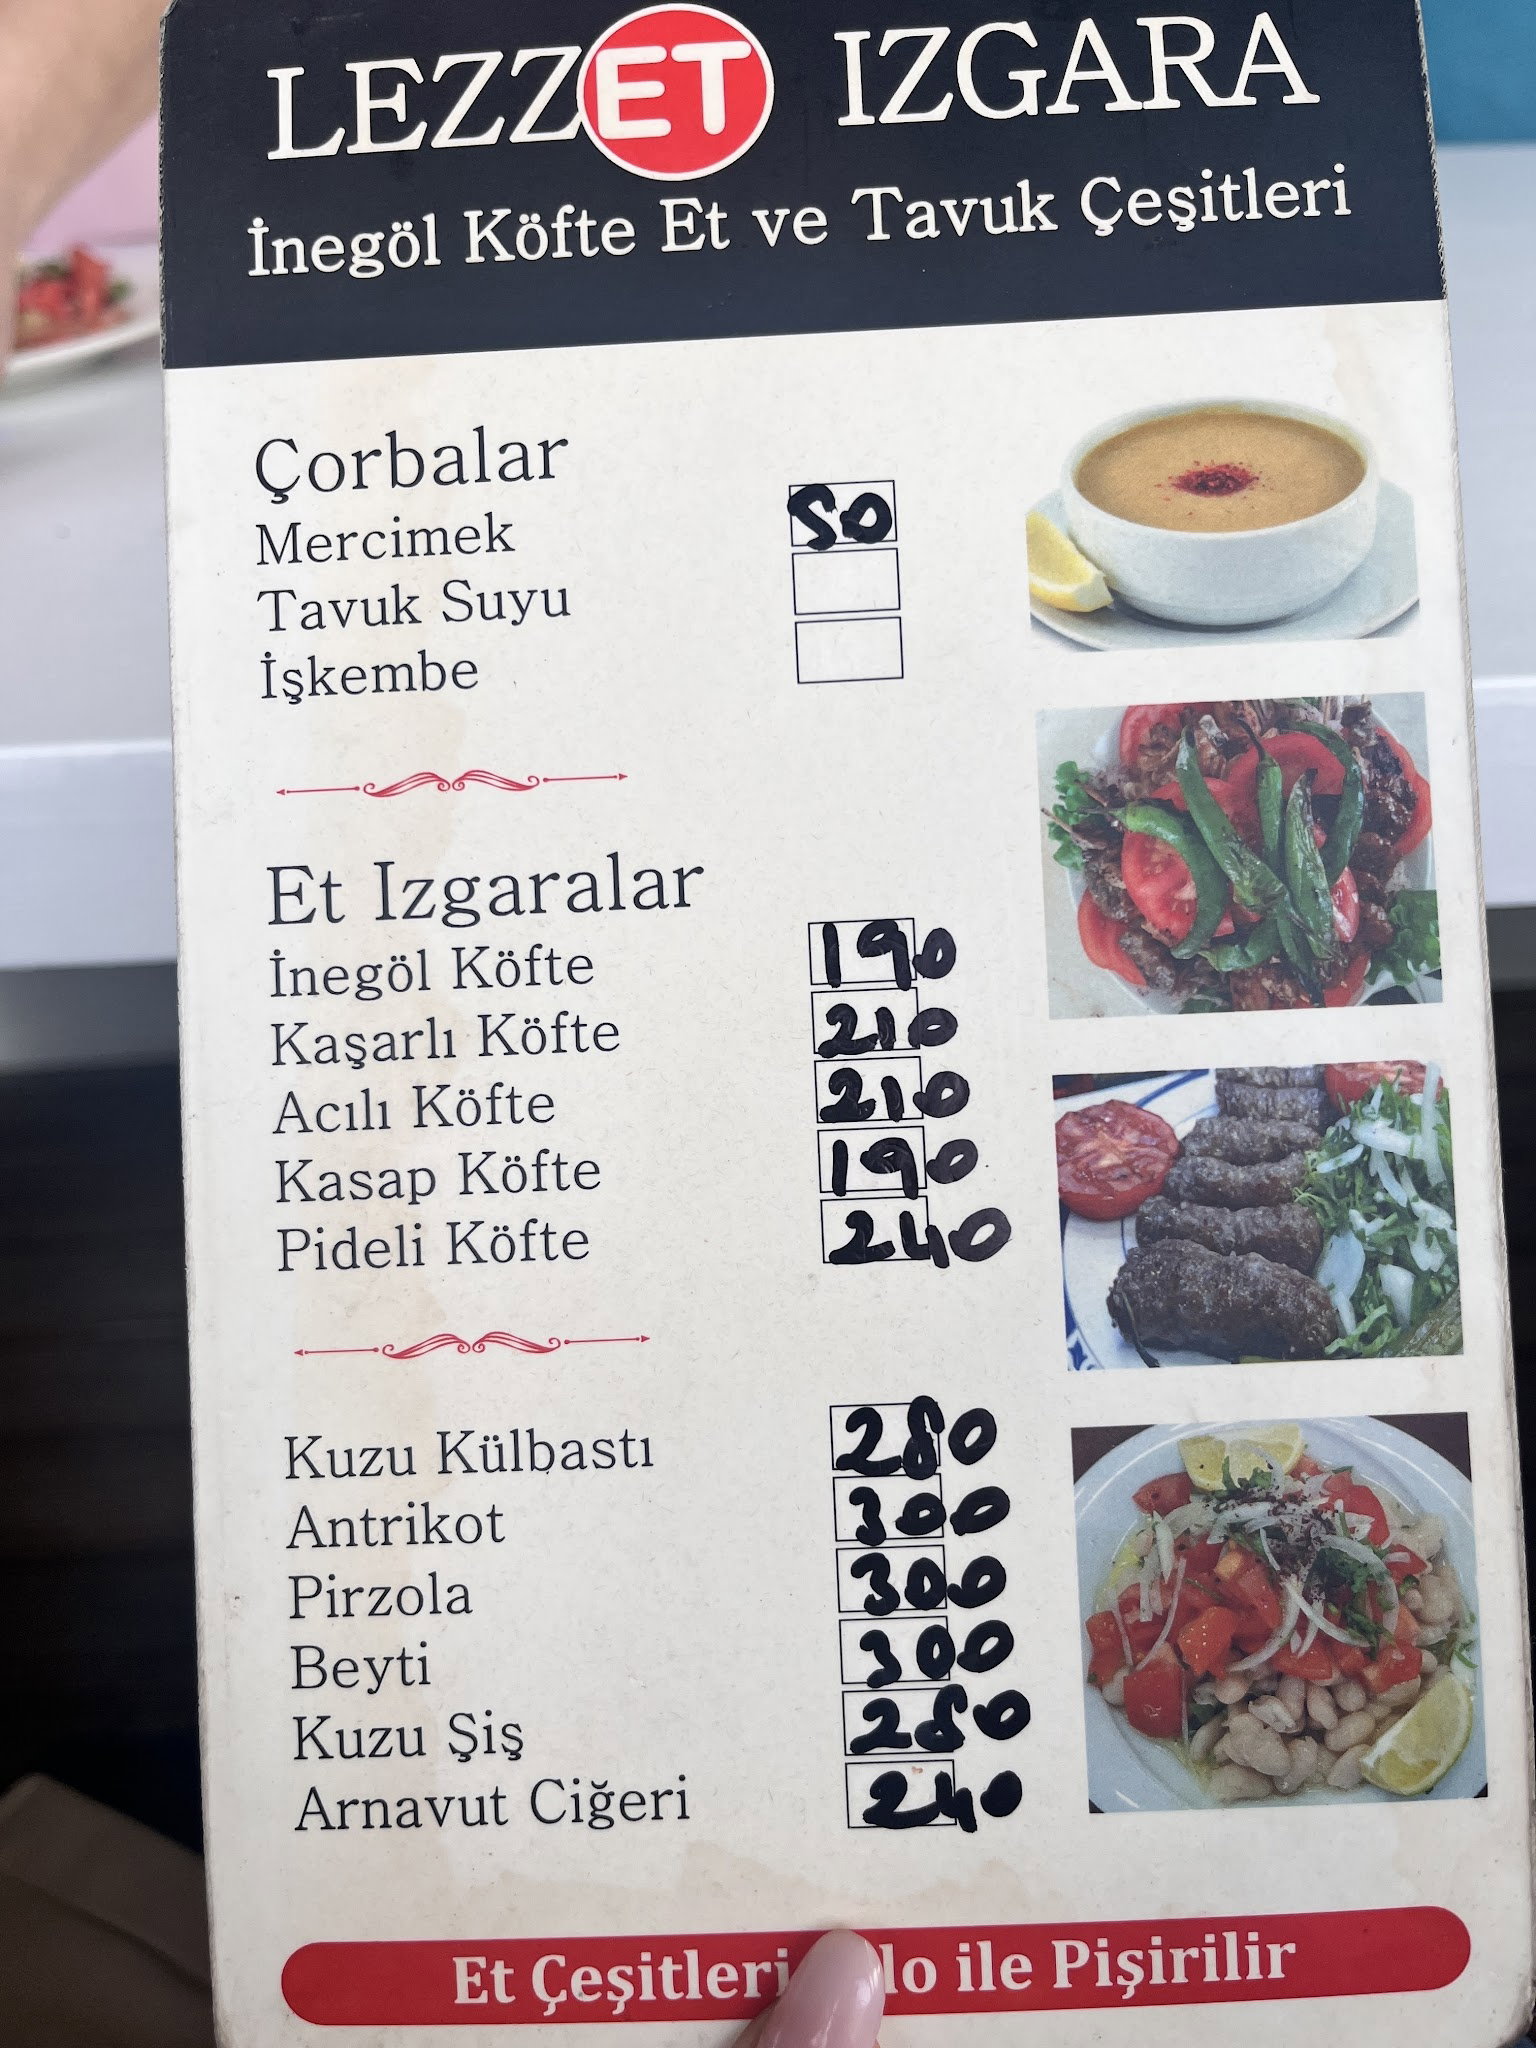 LEZZET IZGARA
İnegöl Köfte Et ve Tavuk Çeşitleri
Çorbalar
Mercimek 50
Tavuk Suyu
İşkembe
Et Izgaralar
İnegöl Köfte 190
Kaşarlı Köfte 210
Acılı Köfte 210
Kasap Köfte 190
Pideli Köfte 240
Kuzu Külbastı 280
Antrikot 300
Pirzola 300
Beyti 300
Kuzu Şiş 280
Arnavut Ciğeri 240
Et Çeşitleri ile Pişirilir